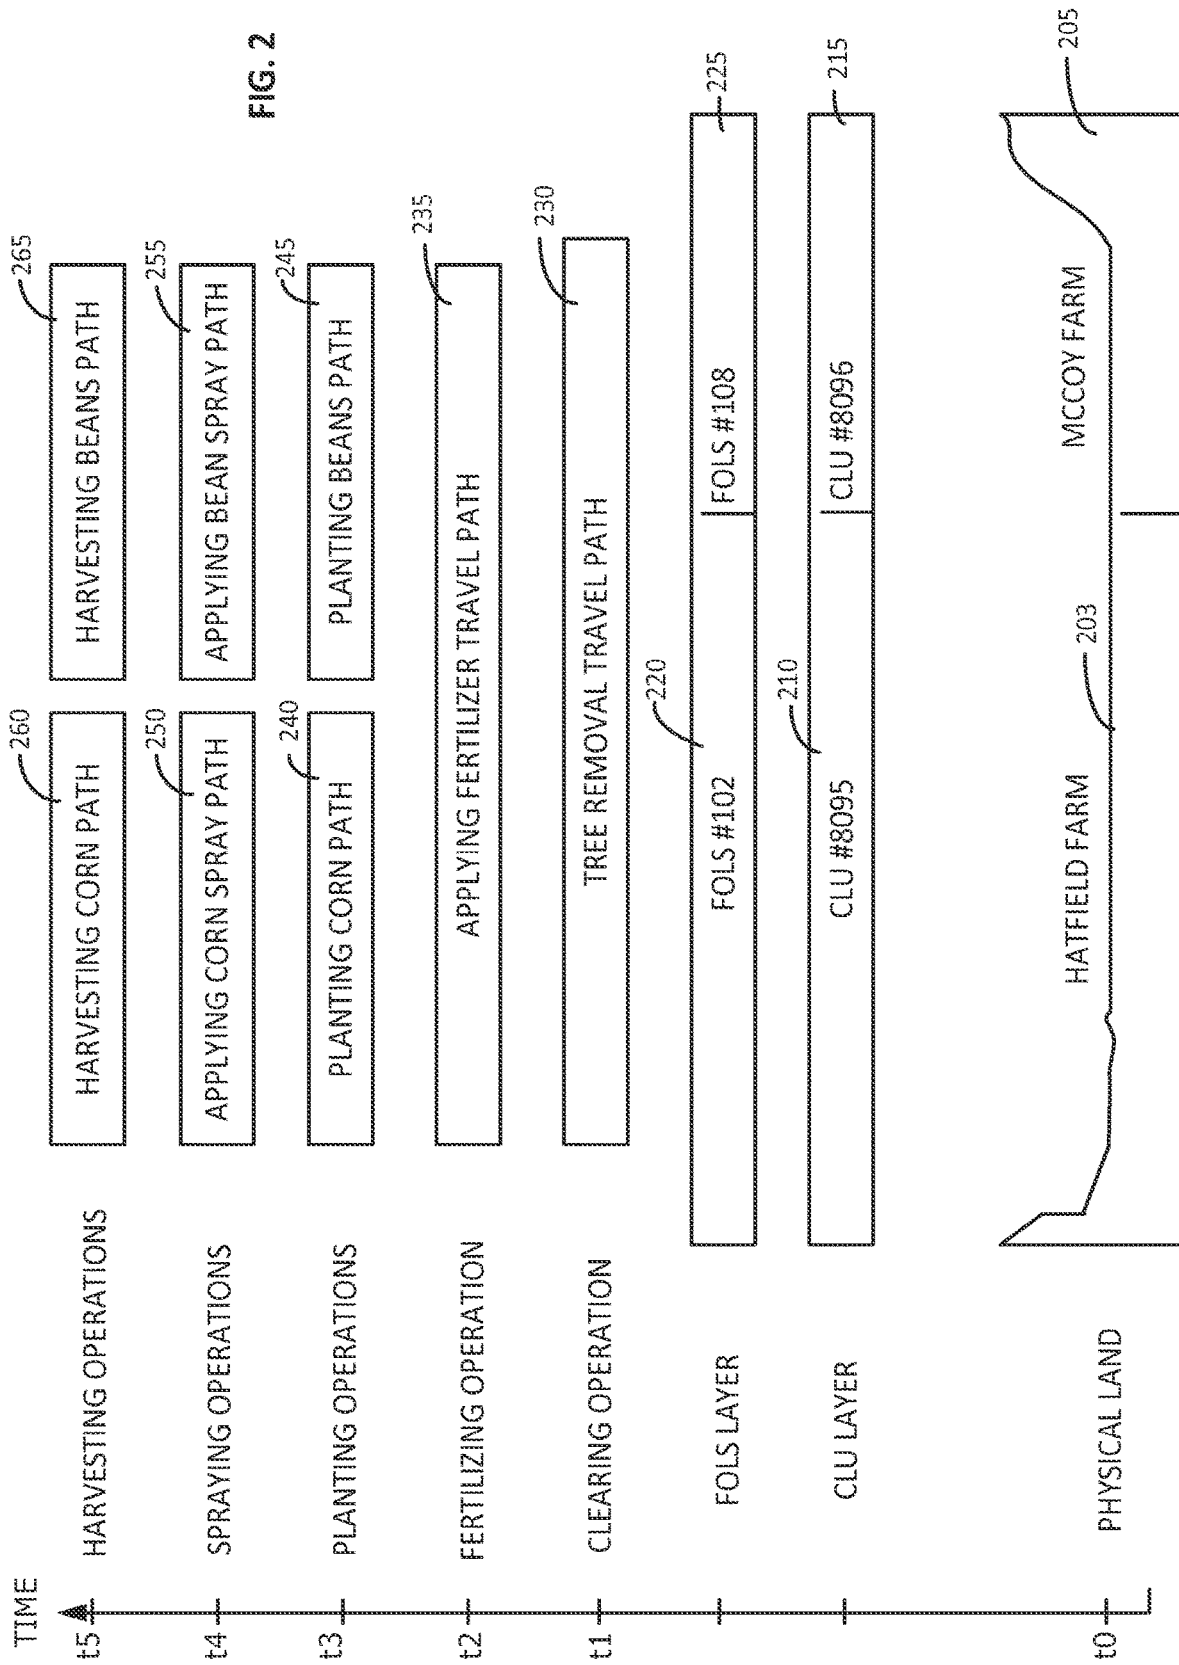 FIG. 2
TIME
t5
HARVESTING OPERATIONS
HARVESTING CORN PATH
260
HARVESTING BEANS PATH
265
t4
SPRAYING OPERATIONS
APPLYING CORN SPRAY PATH
250
APPLYING BEAN SPRAY PATH
255
t3
PLANTING OPERATIONS
PLANTING CORN PATH
240
PLANTING BEANS PATH
245
t2
FERTILIZING OPERATION
APPLYING FERTILIZER TRAVEL PATH
235
t1
CLEARING OPERATION
TREE REMOVAL TRAVEL PATH
230
FOLS LAYER
FOLS #102
220
FOLS #108
225
CLU LAYER
CLU #8095
210
CLU #8096
215
t0
PHYSICAL LAND
HATFIELD FARM
203
MCCOY FARM
205